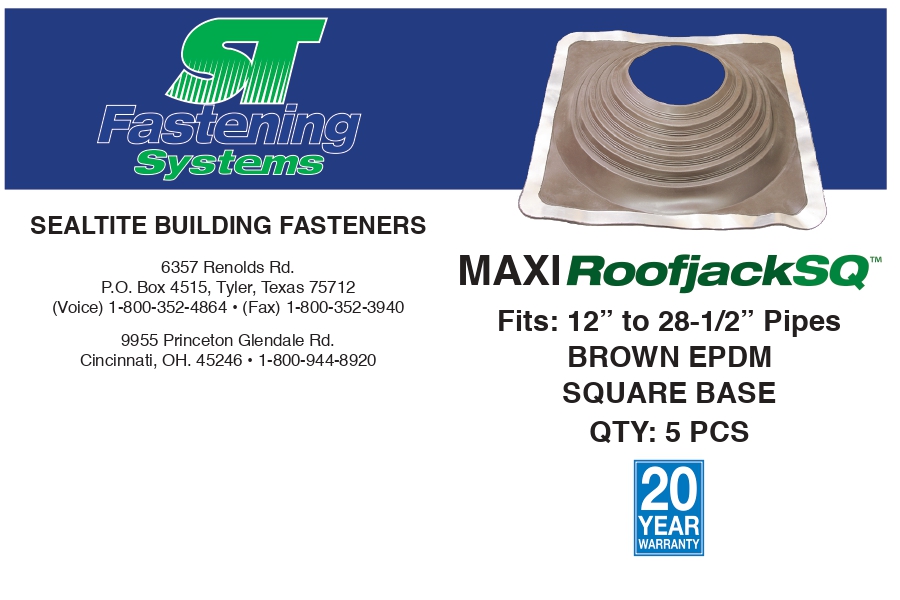 ST
Fastening
Systems
SEALTITE BUILDING FASTENERS
6357 Renolds Rd.
P.O. Box 4515, Tyler, Texas 75712
(Voice) 1-800-352-4864 • (Fax) 1-800-352-3940
9955 Princeton Glendale Rd.
Cincinnati, OH. 45246 • 1-800-944-8920
MAXI RoofjackSQ™
Fits: 12” to 28-1/2” Pipes
BROWN EPDM
SQUARE BASE
QTY: 5 PCS
20
YEAR
WARRANTY